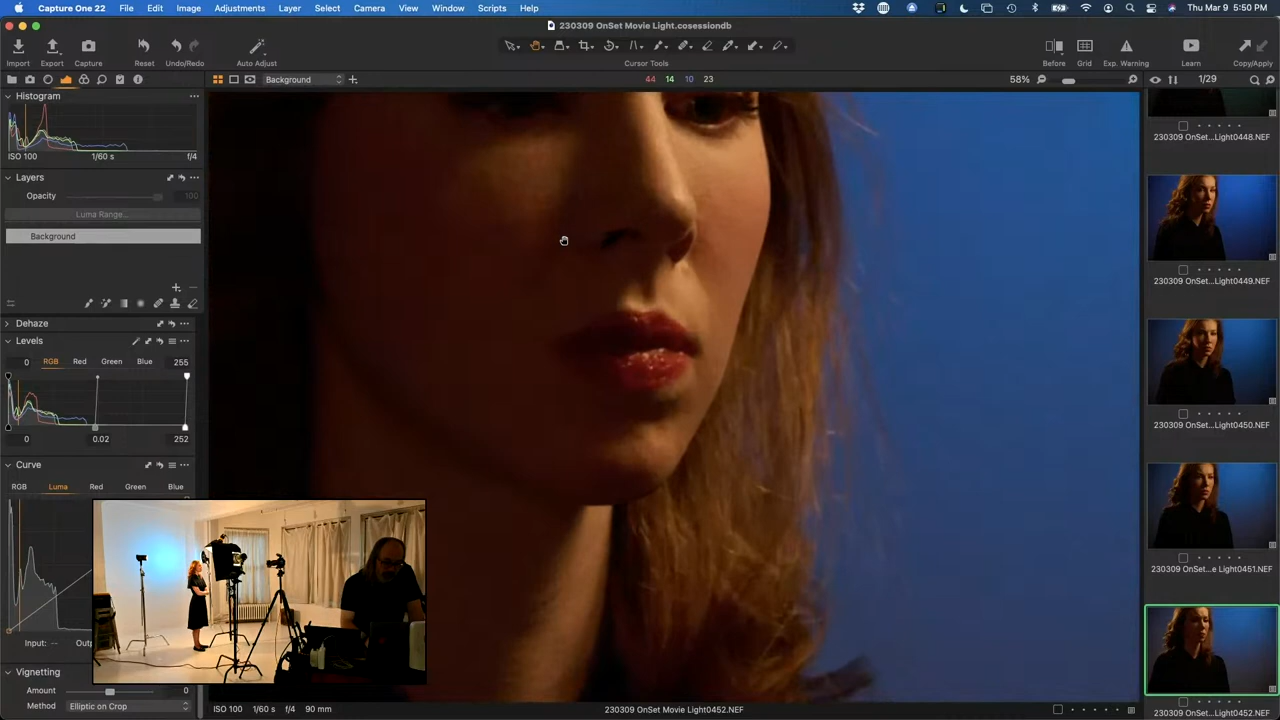 Capture One 22 File Edit Image Adjustments Layer Select Camera View Window Scripts Help Thu Mar 9 5:50 PM
230309 OnSet Movie Light.cosessiondb
Import Export Capture Reset Undo/Redo Auto Adjust Cursor Tools Before Grid Exp. Warning Learn Copy/Apply
Background 44 14 10 23 58% 1/29
Histogram
ISO 100 1/60 s f/4
230309 OnSet...Light0448.NEF
Layers
Opacity 100
Luma Range...
Background
230309 OnSet...Light0449.NEF
Dehaze
Levels
0 RGB Red Green Blue 255
0 0.02 252
230309 OnSet...Light0450.NEF
Curve
RGB Luma Red Green Blue
230309 OnSet...e Light0451.NEF
Input: -- Outp
Vignetting
Amount 0
Method Elliptic on Crop
ISO 100 1/60 s f/4 90 mm 230309 OnSet Movie Light0452.NEF
230309 OnSet...Light0452.NEF